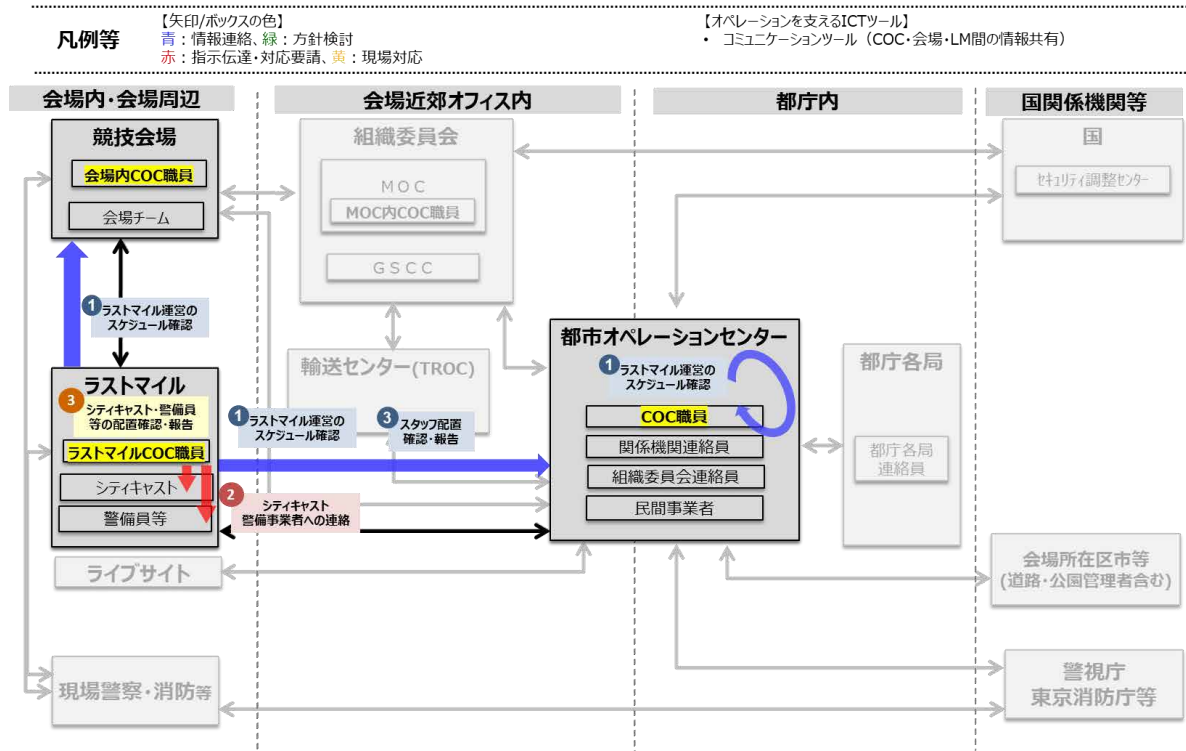 凡例等
【矢印/ボックスの色】
青：情報連絡、緑：方針検討
赤：指示伝達・対応要請、黄：現場対応
【オペレーションを支えるICTツール】
• コミュニケーションツール（COC・会場・LM間の情報共有）
会場内・会場周辺
会場近郊オフィス内
都庁内
国関係機関等
競技会場
会場内COC職員
会場チーム
組織委員会
MOC
MOC内COC職員
GSCC
国
セキュリティ調整センター
1
ラストマイル運営の
スケジュール確認
ラストマイル
3
シティキャスト・警備員
等の配置確認・報告
ラストマイルCOC職員
シティキャスト
警備員等
輸送センター(TROC)
1
ラストマイル運営の
スケジュール確認
3
スタッフ配置
確認・報告
2
シティキャスト
警備事業者への連絡
都市オペレーションセンター
1
ラストマイル運営の
スケジュール確認
COC職員
関係機関連絡員
組織委員会連絡員
民間事業者
都庁各局
都庁各局
連絡員
ライブサイト
会場所在区市等
(道路・公園管理者含む)
現場警察・消防等
警視庁
東京消防庁等